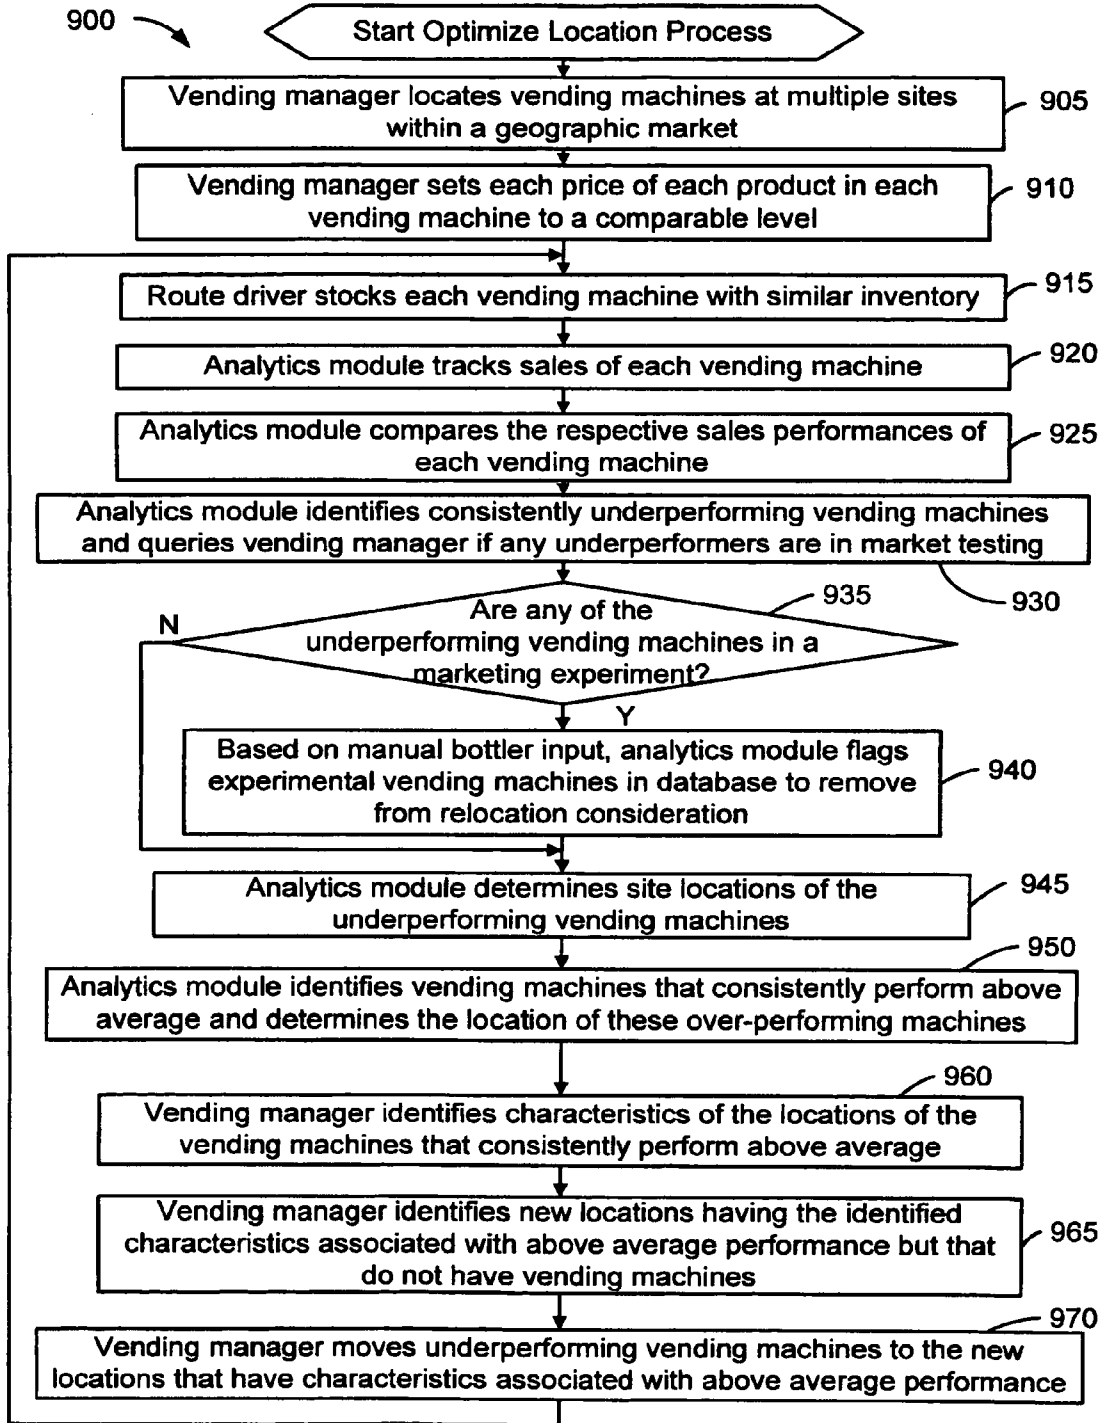 900
Start Optimize Location Process
Vending manager locates vending machines at multiple sites
within a geographic market
905
Vending manager sets each price of each product in each
vending machine to a comparable level
910
Route driver stocks each vending machine with similar inventory
915
Analytics module tracks sales of each vending machine
920
Analytics module compares the respective sales performances of
each vending machine
925
Analytics module identifies consistently underperforming vending machines
and queries vending manager if any underperformers are in market testing
930
Are any of the
underperforming vending machines in a
marketing experiment?
935
N
Y
Based on manual bottler input, analytics module flags
experimental vending machines in database to remove
from relocation consideration
940
Analytics module determines site locations of the
underperforming vending machines
945
950
Analytics module identifies vending machines that consistently perform above
average and determines the location of these over-performing machines
960
Vending manager identifies characteristics of the locations of the
vending machines that consistently perform above average
Vending manager identifies new locations having the identified
characteristics associated with above average performance but that
do not have vending machines
965
970
Vending manager moves underperforming vending machines to the new
locations that have characteristics associated with above average performance